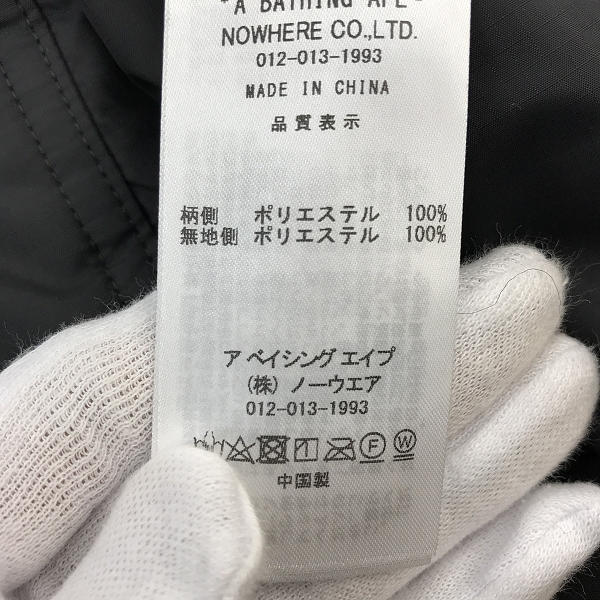 "A BATHING APE"
NOWHERE CO.,LTD.
012-013-1993
MADE IN CHINA
品質表示
柄側 ポリエステル 100%
無地側 ポリエステル 100%
ア ベイシング エイプ
(株) ノーウエア
012-013-1993
F W
中国製